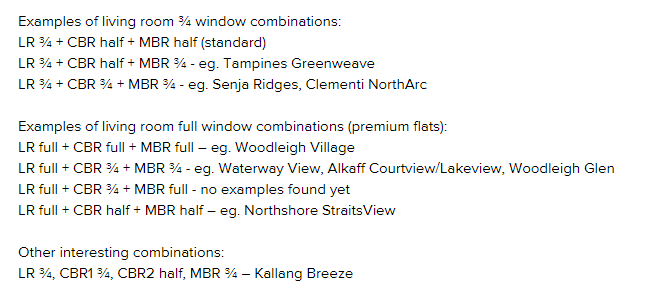 Examples of living room ¾ window combinations:
LR ¾ + CBR half + MBR half (standard)
LR ¾ + CBR half + MBR ¾ - eg. Tampines Greenweave
LR ¾ + CBR ¾ + MBR ¾ - eg. Senja Ridges, Clementi NorthArc
Examples of living room full window combinations (premium flats):
LR full + CBR full + MBR full – eg. Woodleigh Village
LR full + CBR ¾ + MBR ¾ - eg. Waterway View, Alkaff Courtview/Lakeview, Woodleigh Glen
LR full + CBR ¾ + MBR full - no examples found yet
LR full + CBR half + MBR half – eg. Northshore StraitsView
Other interesting combinations:
LR ¾, CBR1 ¾, CBR2 half, MBR ¾ – Kallang Breeze